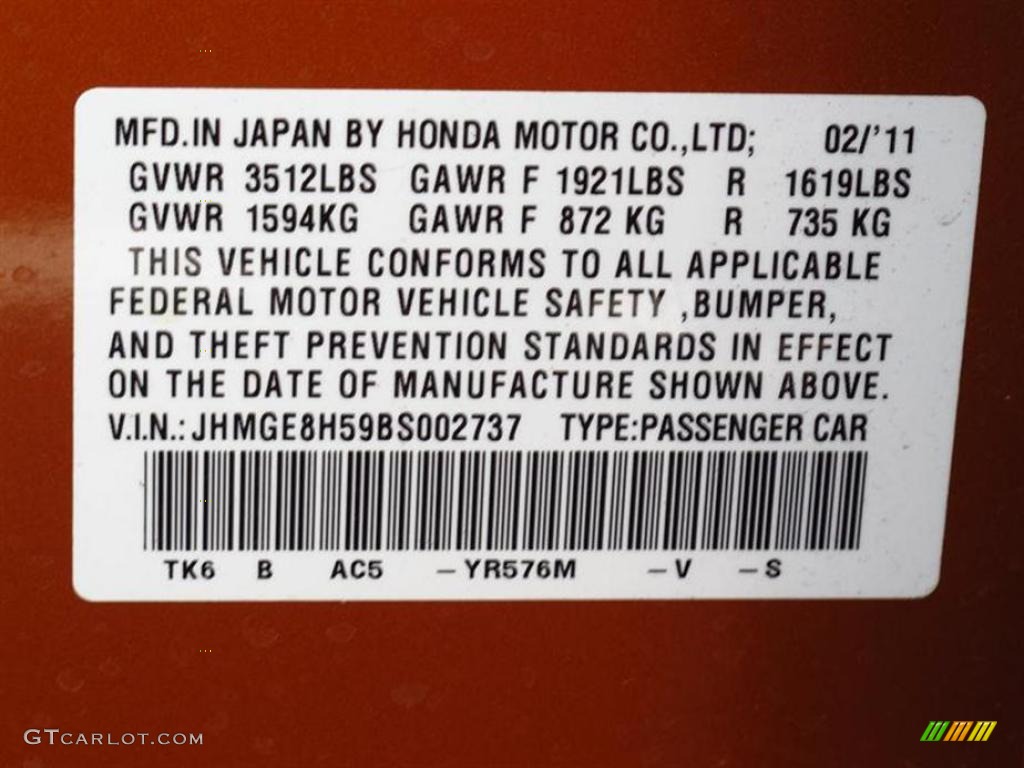 MFD.IN JAPAN BY HONDA MOTOR CO.,LTD; 02/'11
GVWR 3512LBS GAWR F 1921LBS R 1619LBS
GVWR 1594KG GAWR F 872 KG R 735 KG
THIS VEHICLE CONFORMS TO ALL APPLICABLE
FEDERAL MOTOR VEHICLE SAFETY ,BUMPER,
AND THEFT PREVENTION STANDARDS IN EFFECT
ON THE DATE OF MANUFACTURE SHOWN ABOVE.
V.I.N.: JHMGE8H59BS002737 TYPE:PASSENGER CAR
TK6 B AC5 –YR576M –V –S
GTCARLOT.COM